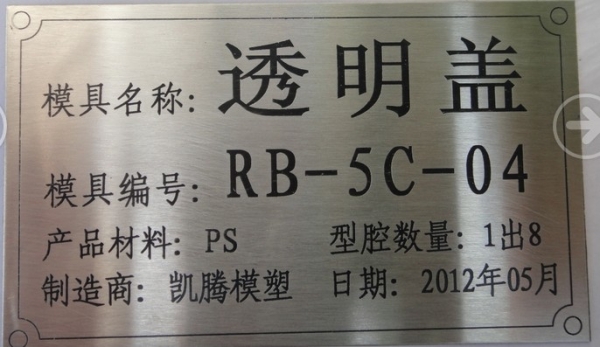 模具名称: 透明盖
模具编号: RB-5C-04
产品材料: PS 型腔数量: 1出8
制造商: 凯腾模塑 日期: 2012年05月